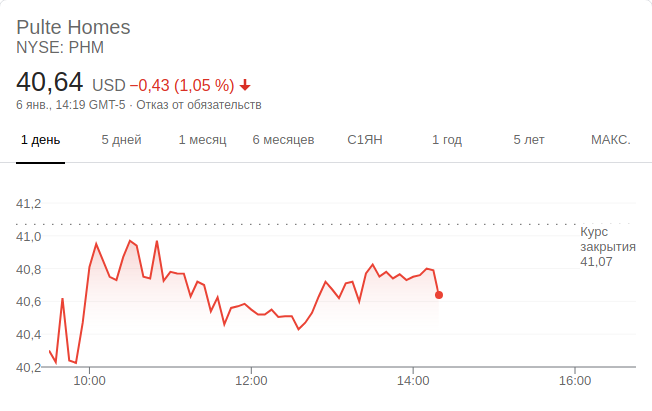 Pulte Homes
NYSE: PHM
40,64 USD −0,43 (1,05 %)
6 янв., 14:19 GMT-5 · Отказ от обязательств
1 день 5 дней 1 месяц 6 месяцев С1ЯН 1 год 5 лет МАКС.
41,2
41,0
Курс
закрытия
41,07
40,8
40,6
40,4
40,2
10:00 12:00 14:00 16:00